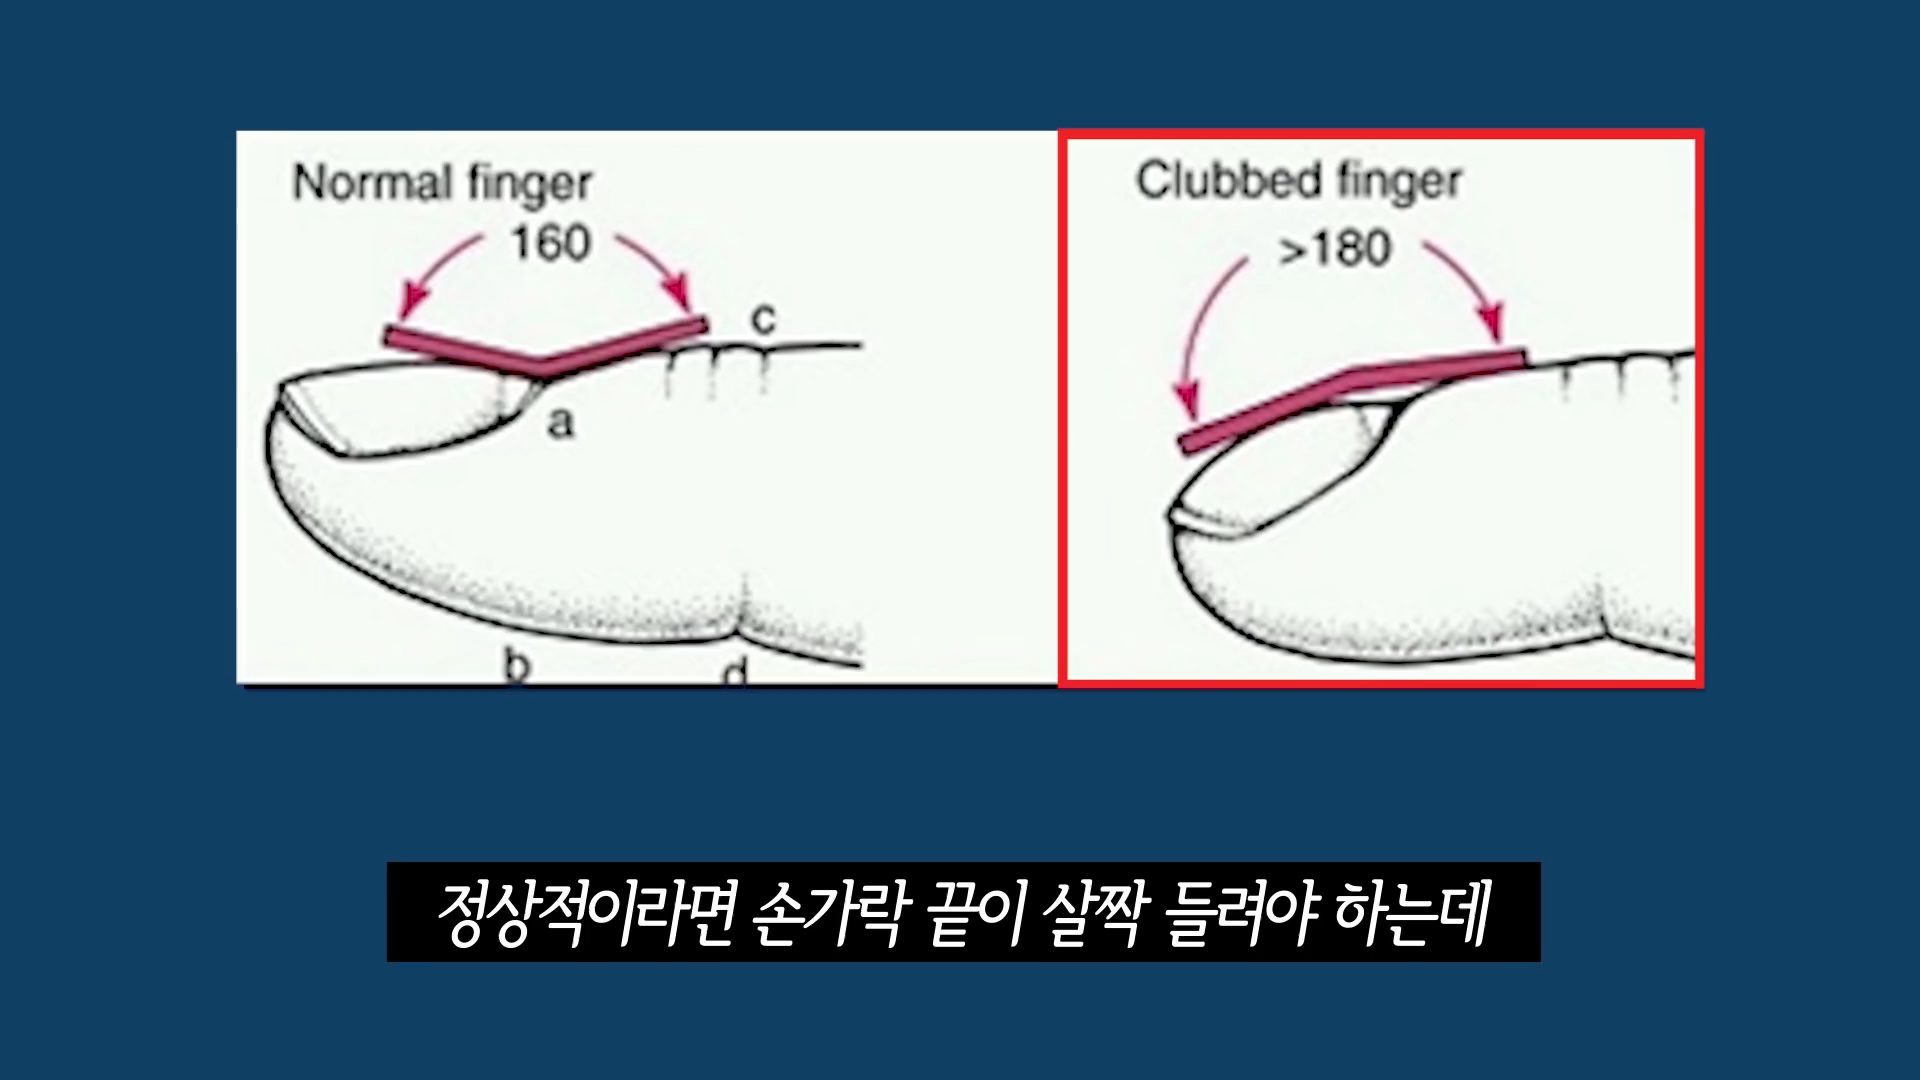 Normal finger
160
c
a
b
d
Clubbed finger
>180
정상적이라면 손가락 끝이 살짝 들려야 하는데